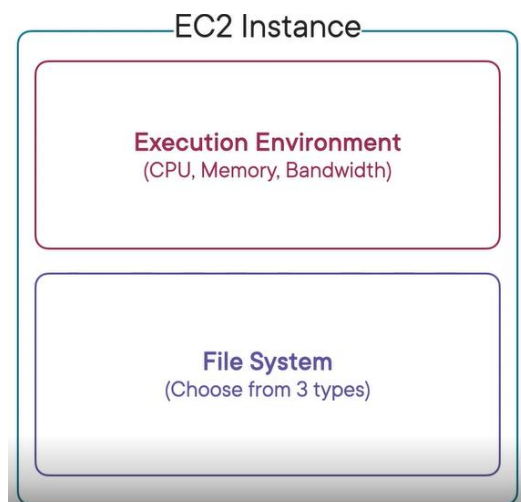 EC2 Instance
Execution Environment
(CPU, Memory, Bandwidth)
File System
(Choose from 3 types)